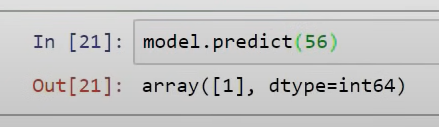 In [21]: model.predict(56)
Out[21]: array([1], dtype=int64)